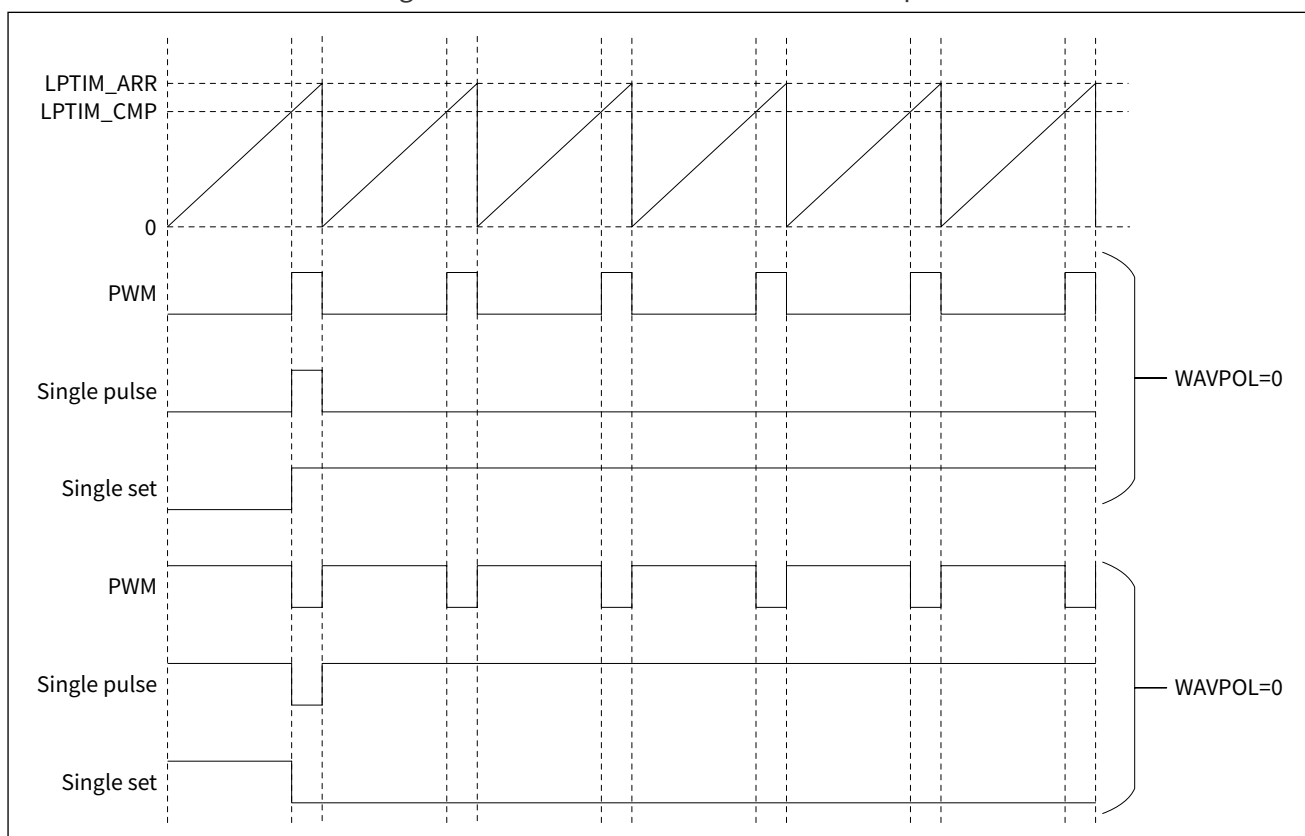 LPTIM_ARR
LPTIM_CMP
0
PWM
Single pulse
WAVPOL=0
Single set
PWM
Single pulse
WAVPOL=0
Single set